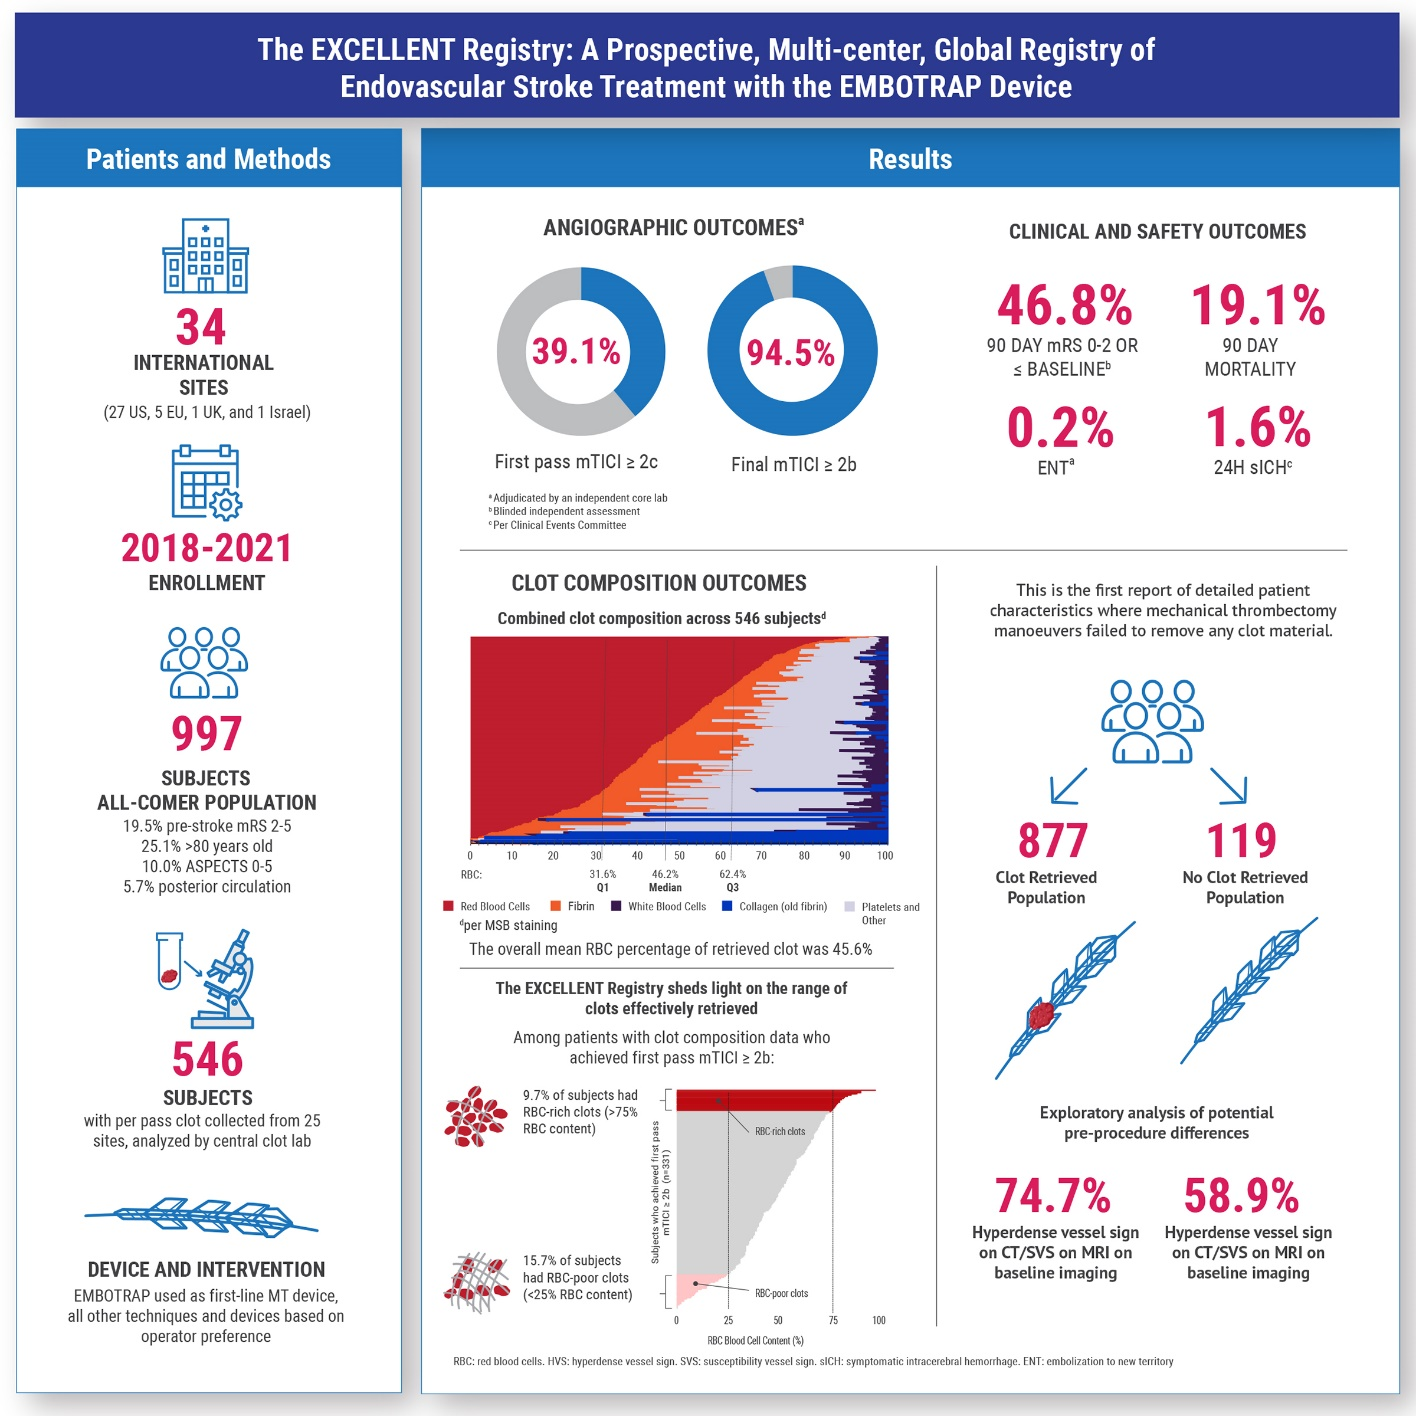 The EXCELLENT Registry: A Prospective, Multi-center, Global Registry of
Endovascular Stroke Treatment with the EMBOTRAP Device
Patients and Methods
34
INTERNATIONAL
SITES
(27 US, 5 EU, 1 UK, and 1 Israel)
2018-2021
ENROLLMENT
997
SUBJECTS
ALL-COMER POPULATION
19.5% pre-stroke mRS 2-5
25.1% >80 years old
10.0% ASPECTS 0-5
5.7% posterior circulation
546
SUBJECTS
with per pass clot collected from 25
sites, analyzed by central clot lab
DEVICE AND INTERVENTION
EMBOTRAP used as first-line MT device,
all other techniques and devices based on
operator preference
Results
ANGIOGRAPHIC OUTCOMESᵃ
39.1%
First pass mTICI ≥ 2c
94.5%
Final mTICI ≥ 2b
ᵃ Adjudicated by an independent core lab
ᵇ Blinded independent assessment
ᶜ Per Clinical Events Committee
CLINICAL AND SAFETY OUTCOMES
46.8%
90 DAY mRS 0-2 OR
≤ BASELINEᵇ
19.1%
90 DAY
MORTALITY
0.2%
ENTᵃ
1.6%
24H sICHᶜ
CLOT COMPOSITION OUTCOMES
Combined clot composition across 546 subjectsᵈ
0 10 20 30 40 50 60 70 80 90 100
RBC: 31.6% 46.2% 62.4%
Q1 Median Q3
Red Blood Cells Fibrin White Blood Cells Collagen (old fibrin) Platelets and
Other
ᵈper MSB staining
The overall mean RBC percentage of retrieved clot was 45.6%
The EXCELLENT Registry sheds light on the range of
clots effectively retrieved
Among patients with clot composition data who
achieved first pass mTICI ≥ 2b:
9.7% of subjects had
RBC-rich clots (>75%
RBC content)
15.7% of subjects
had RBC-poor clots
(<25% RBC content)
Subjects who achieved first pass
mTICI ≥ 2b (n=331)
RBC-rich clots
RBC-poor clots
0 25 50 75 100
RBC Blood Cell Content (%)
This is the first report of detailed patient
characteristics where mechanical thrombectomy
manoeuvers failed to remove any clot material.
877
Clot Retrieved
Population
119
No Clot Retrieved
Population
Exploratory analysis of potential
pre-procedure differences
74.7%
Hyperdense vessel sign
on CT/SVS on MRI on
baseline imaging
58.9%
Hyperdense vessel sign
on CT/SVS on MRI on
baseline imaging
RBC: red blood cells. HVS: hyperdense vessel sign. SVS: susceptibility vessel sign. sICH: symptomatic intracerebral hemorrhage. ENT: embolization to new territory